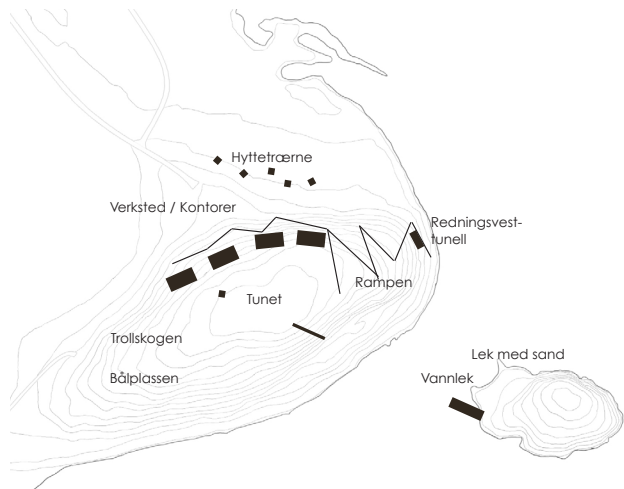 Hyttetrærne
Verksted / Kontorer
Redningsvest-
tunell
Rampen
Tunet
Trollskogen
Bålplassen
Lek med sand
Vannlek